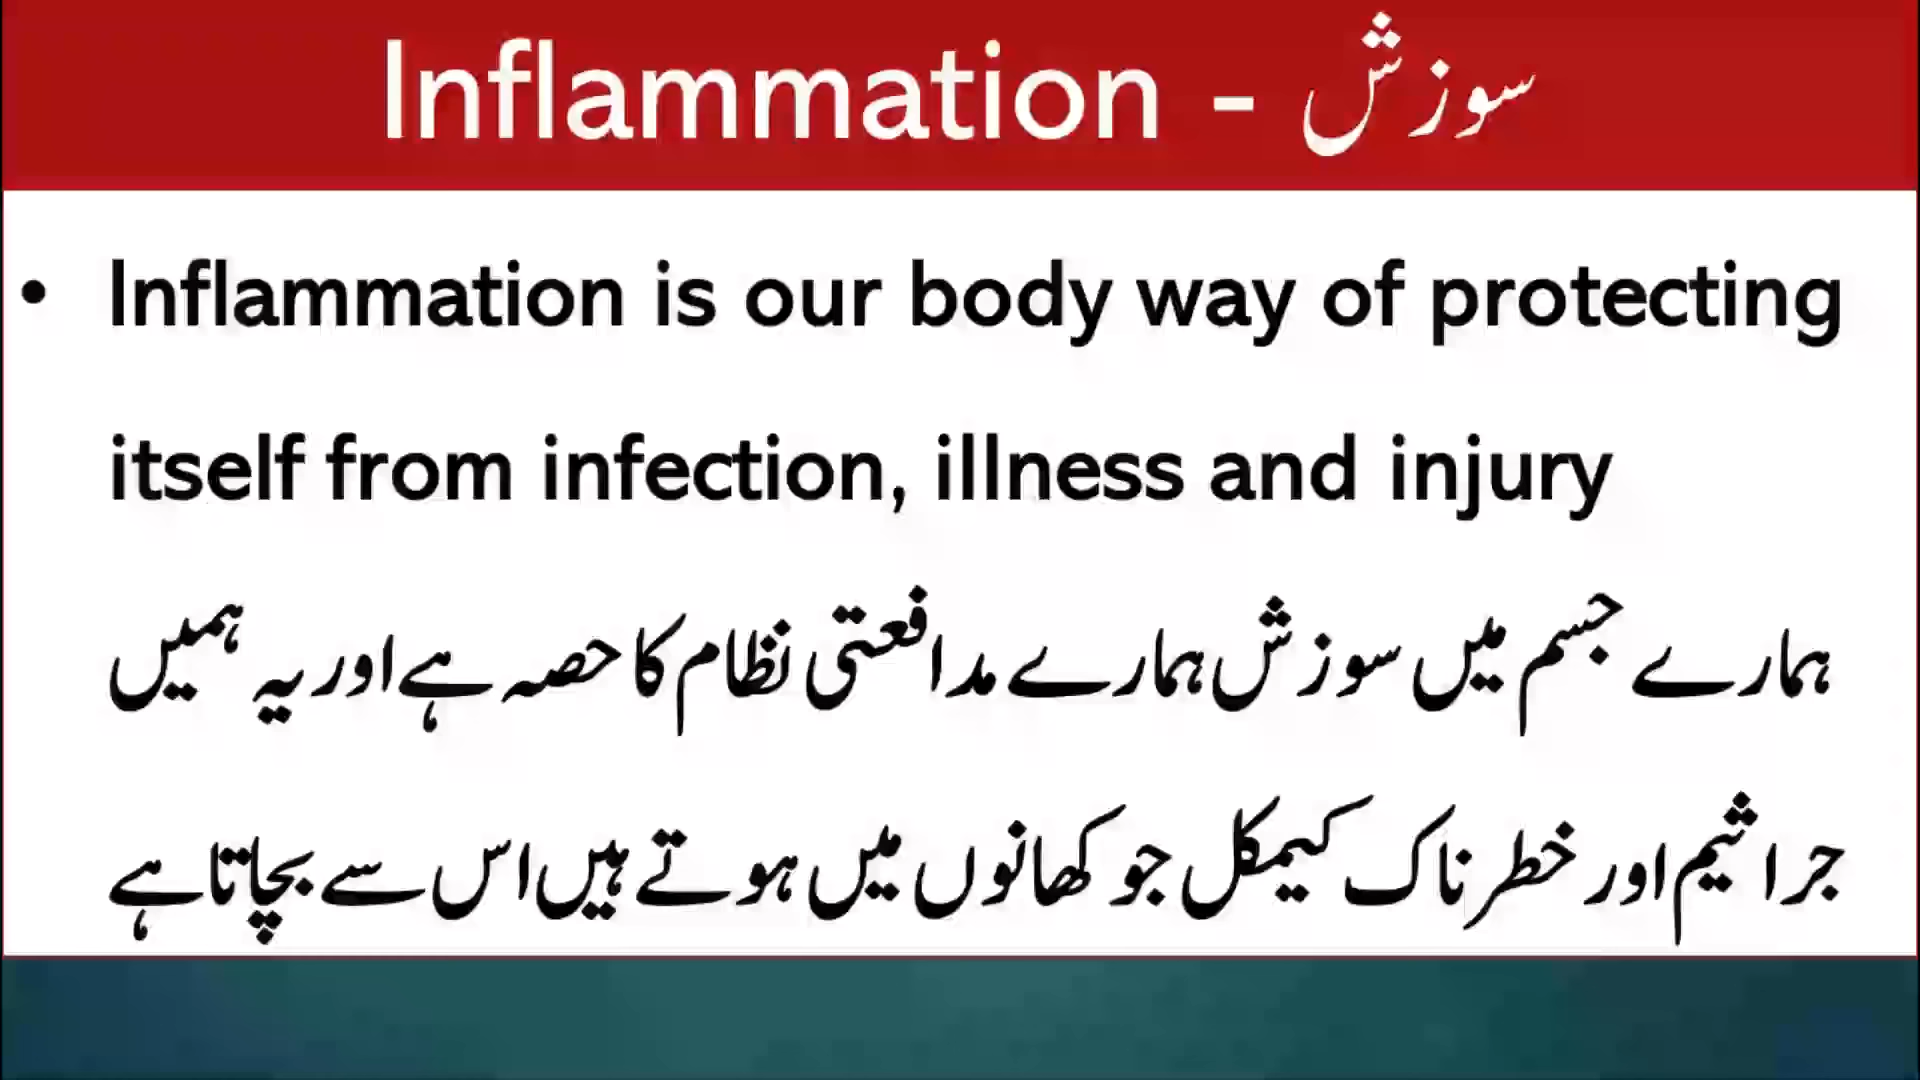 Inflammation - سوزش
• Inflammation is our body way of protecting
itself from infection, illness and injury
ہمارے جسم میں سوزش ہمارے مدافعتی نظام کا حصہ ہے اور یہ ہمیں
جراثیم اور خطرناک کیمکل جو کھانوں میں ہوتے ہیں اس سے بچاتا ہے